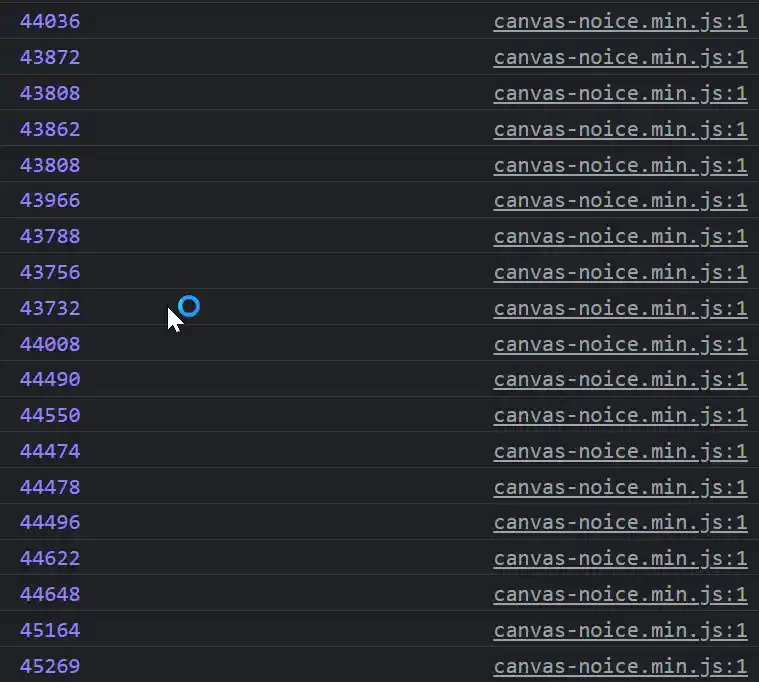 44036 canvas-noice.min.js:1
43872 canvas-noice.min.js:1
43808 canvas-noice.min.js:1
43862 canvas-noice.min.js:1
43808 canvas-noice.min.js:1
43966 canvas-noice.min.js:1
43788 canvas-noice.min.js:1
43756 canvas-noice.min.js:1
43732 canvas-noice.min.js:1
44008 canvas-noice.min.js:1
44490 canvas-noice.min.js:1
44550 canvas-noice.min.js:1
44474 canvas-noice.min.js:1
44478 canvas-noice.min.js:1
44496 canvas-noice.min.js:1
44622 canvas-noice.min.js:1
44648 canvas-noice.min.js:1
45164 canvas-noice.min.js:1
45269 canvas-noice.min.js:1